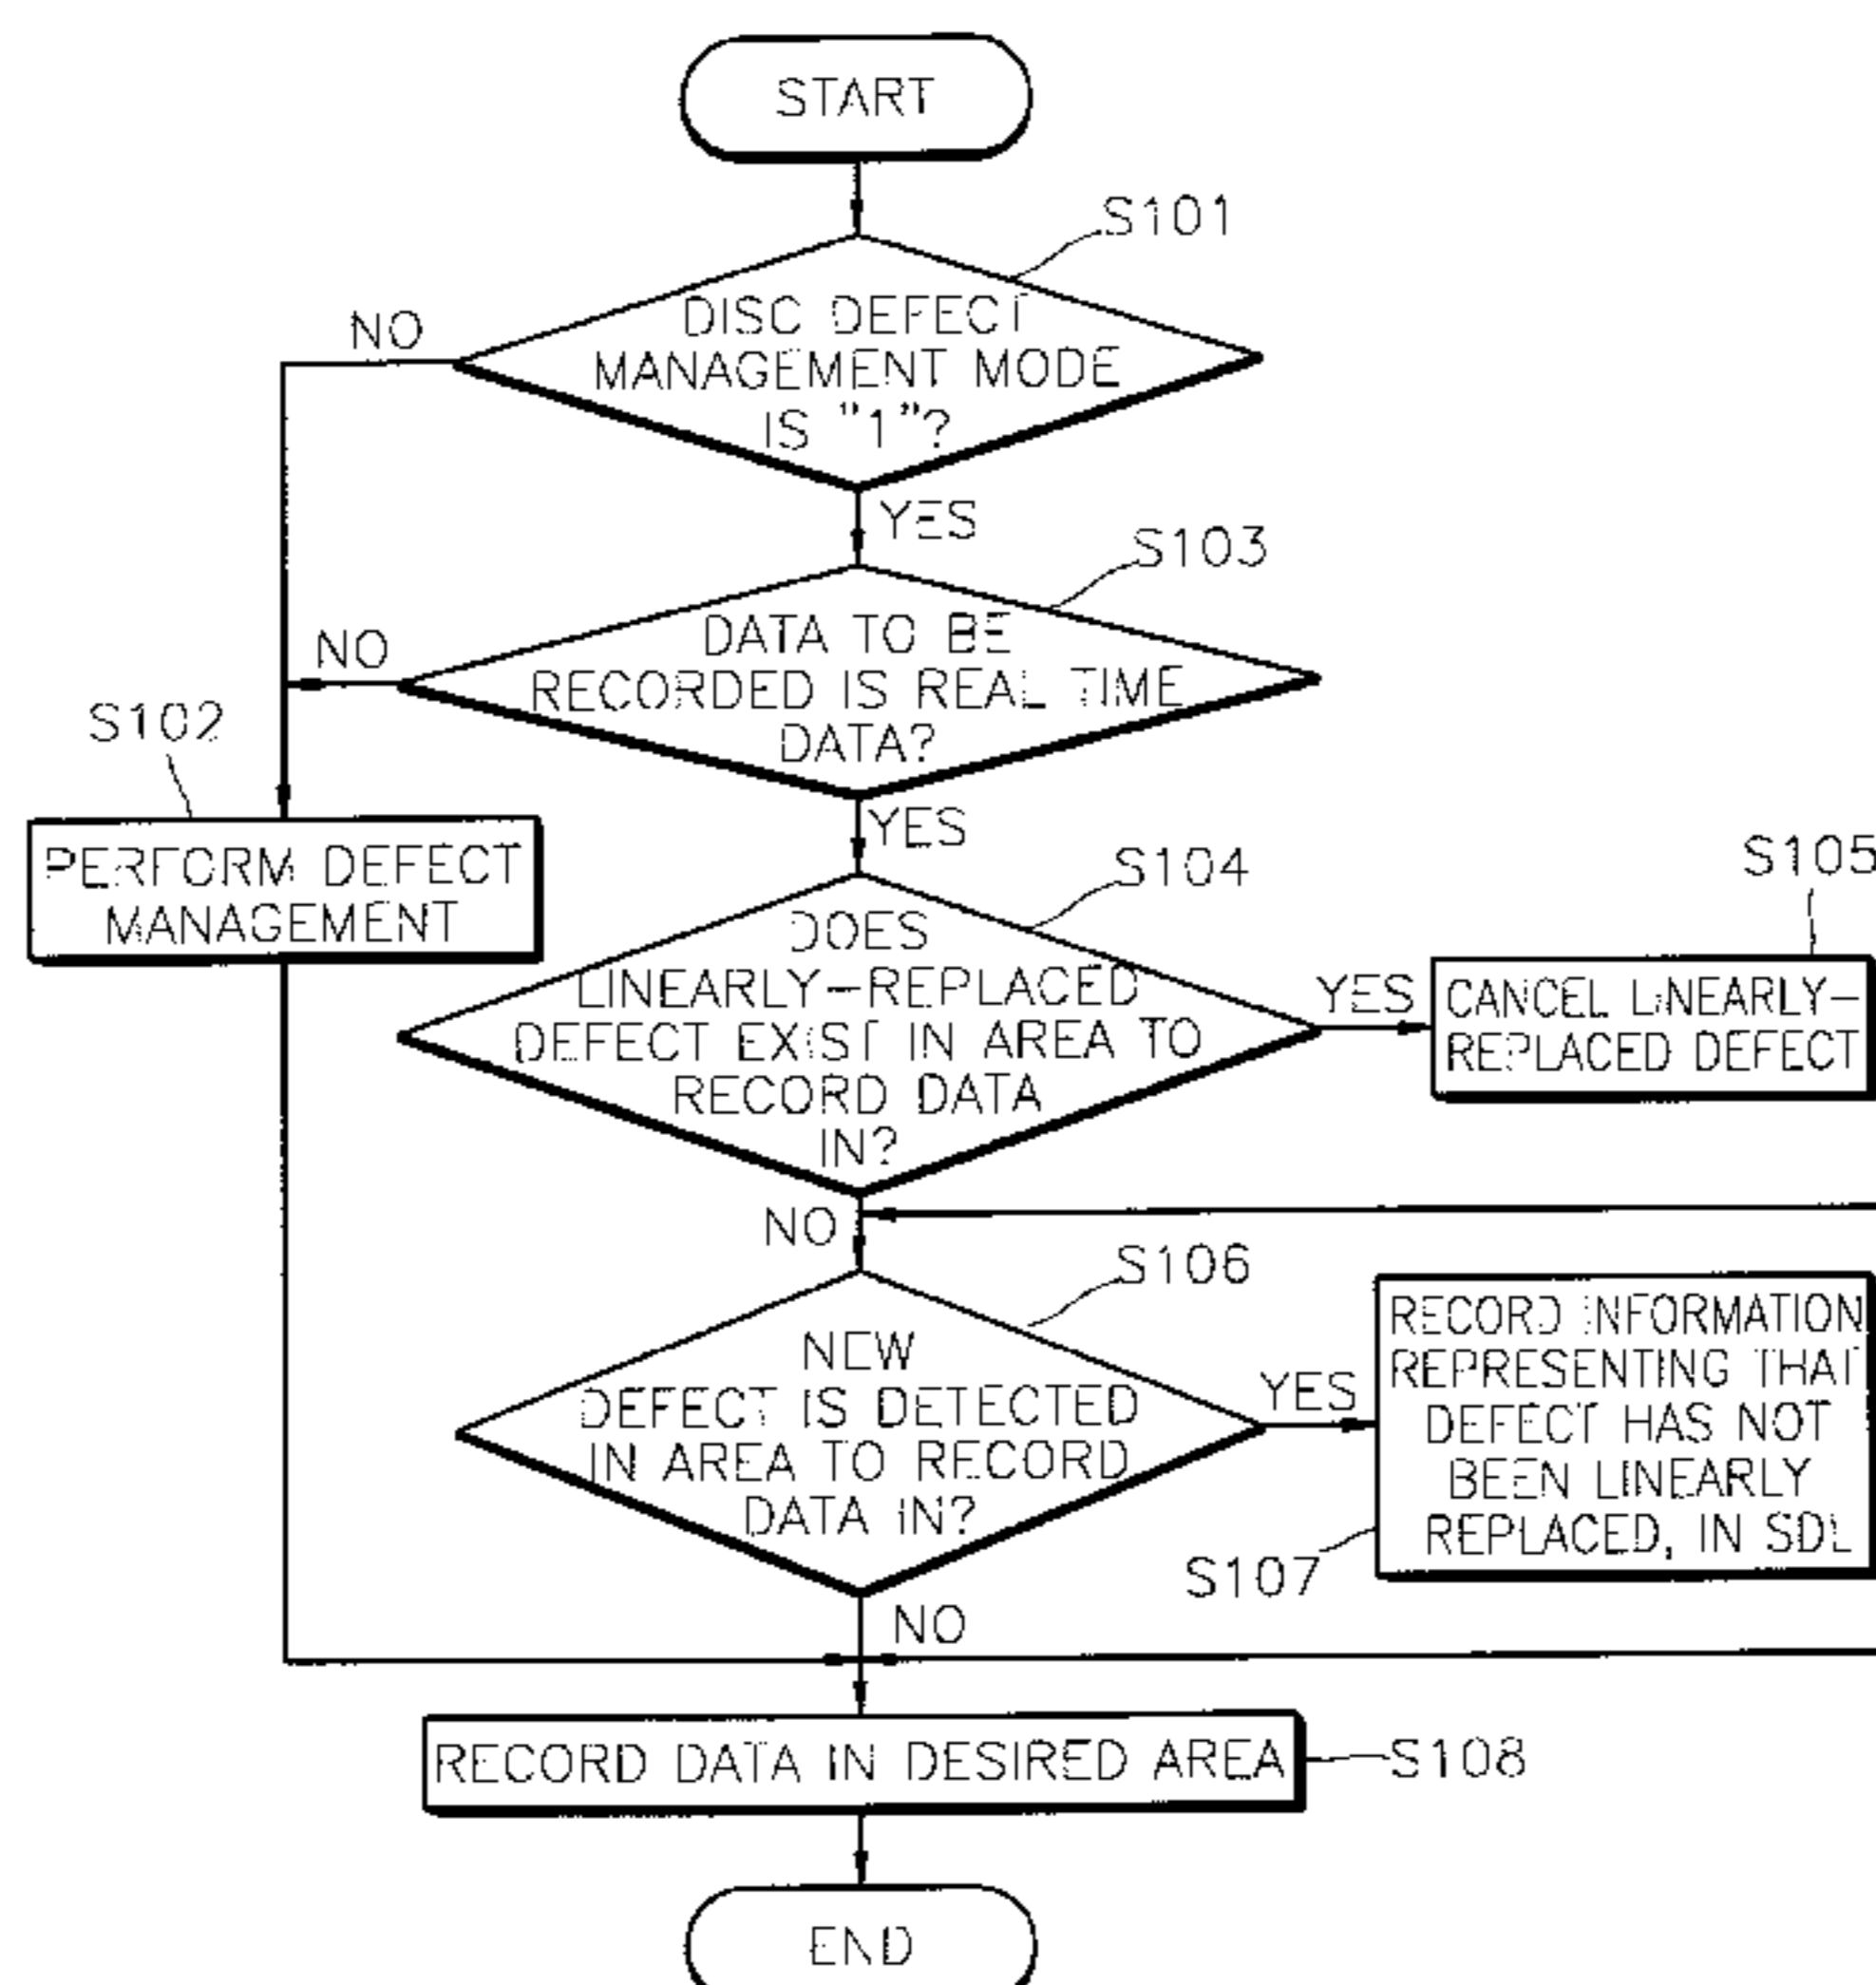 START
S101
DISC DEFECT
MANAGEMENT MODE
IS "1"?
NO
YES
S103
DATA TO BE
RECORDED IS REAL TIME
DATA?
NO
S102
PERFORM DEFECT
MANAGEMENT
YES
S104
DOES
LINEARLY-REPLACED
DEFECT EXIST IN AREA TO
RECORD DATA
IN?
YES
S105
CANCEL LINEARLY-
REPLACED DEFECT
NO
S106
NEW
DEFECT IS DETECTED
IN AREA TO RECORD
DATA IN?
YES
RECORD INFORMATION
REPRESENTING THAT
DEFECT HAS NOT
BEEN LINEARLY
REPLACED, IN SDL
S107
NO
RECORD DATA IN DESIRED AREA
S108
END